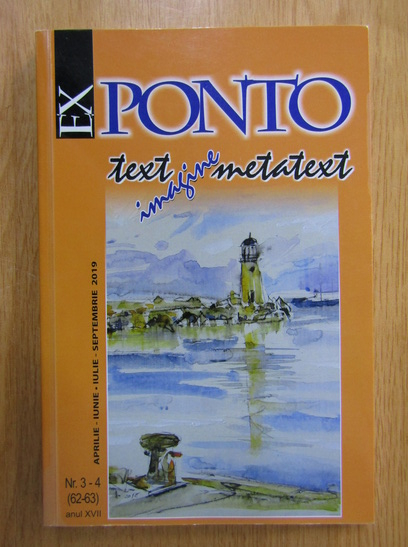 EX PONTO
text imagine metatext
APRILIE - IUNIE • IULIE - SEPTEMBRIE 2019
Nr. 3 - 4
(62-63)
anul XVII